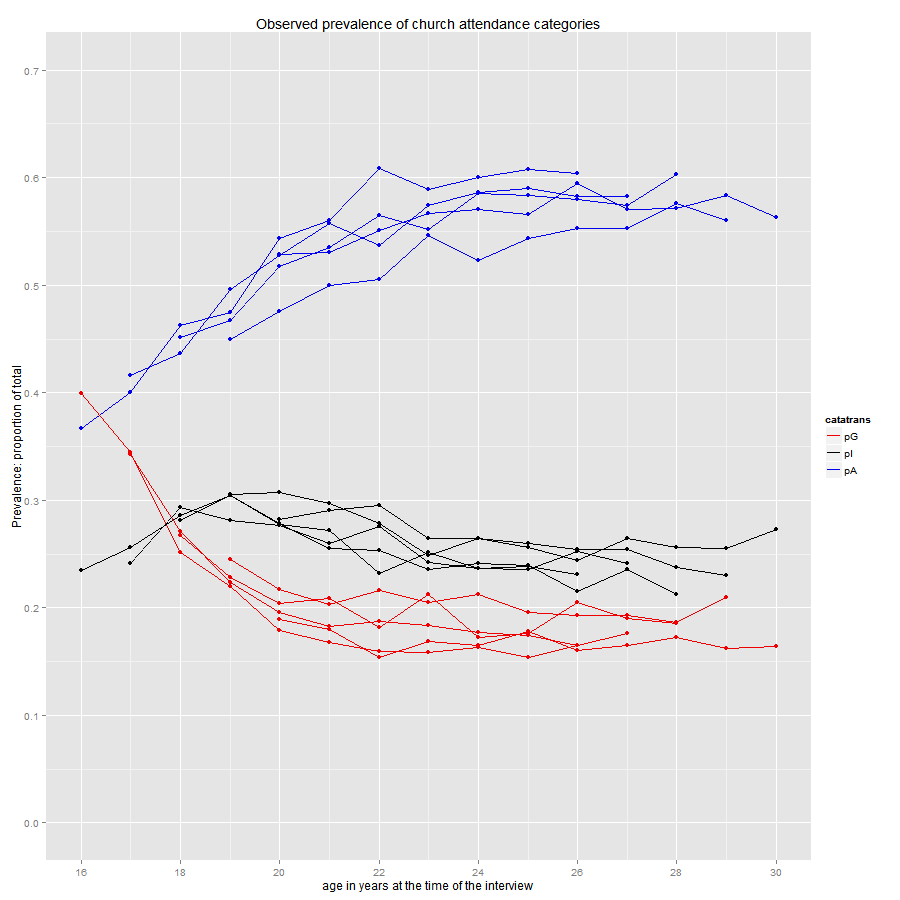 Observed prevalence of church attendance categories
0.7
0.6
0.5
0.4
0.3
0.2
0.1
0.0
Prevalence: proportion of total
16 18 20 22 24 26 28 30
age in years at the time of the interview
catatrans
pG
pI
pA